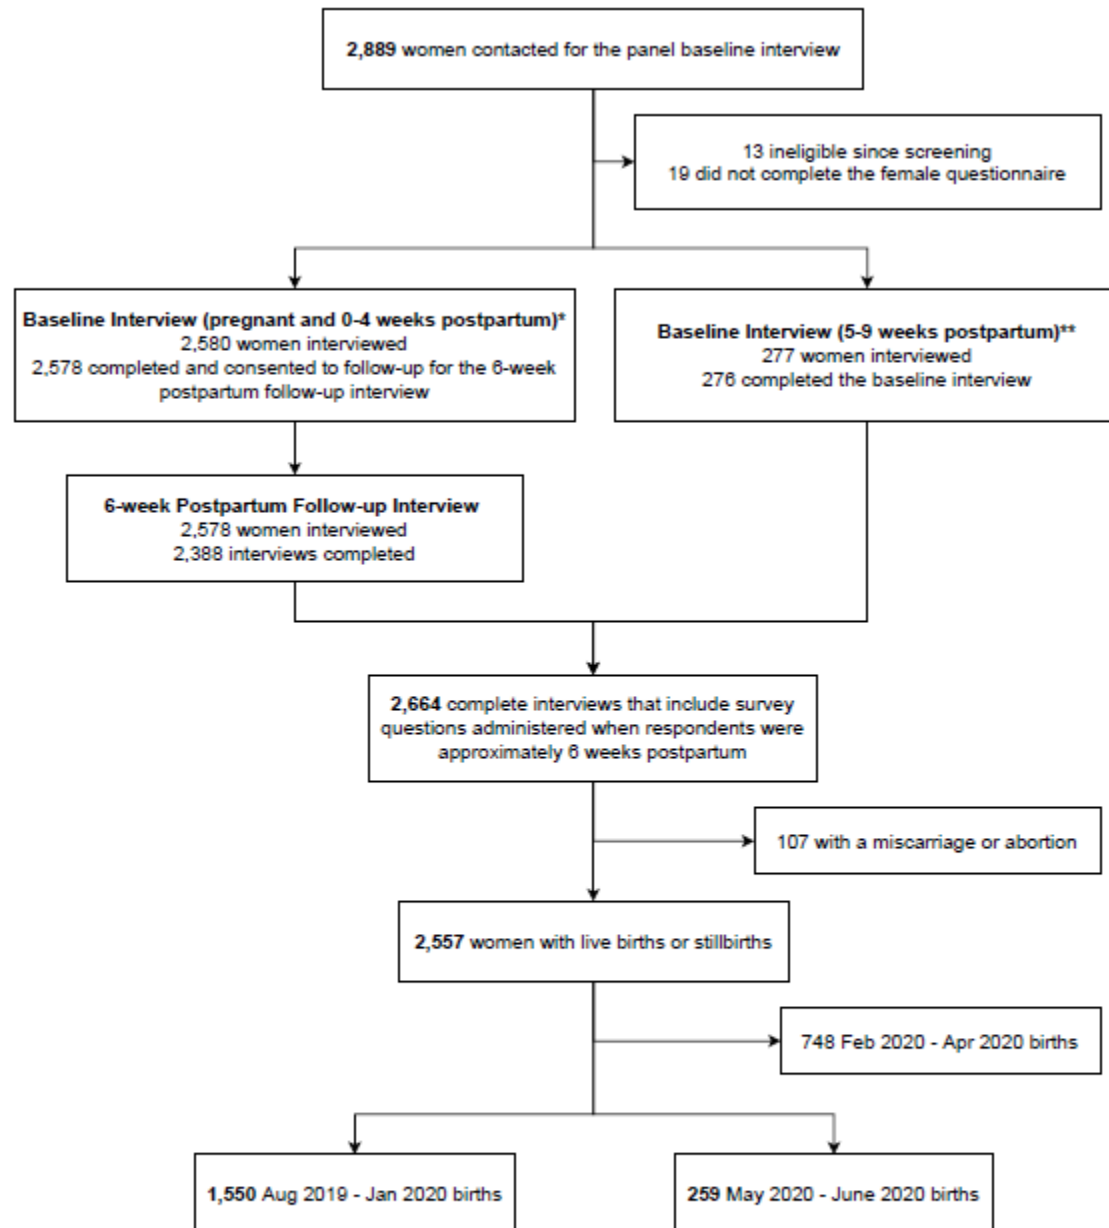 2,889 women contacted for the panel baseline interview
13 ineligible since screening
19 did not complete the female questionnaire
Baseline Interview (pregnant and 0-4 weeks postpartum)*
2,580 women interviewed
2,578 completed and consented to follow-up for the 6-week
postpartum follow-up interview
Baseline Interview (5-9 weeks postpartum)**
277 women interviewed
276 completed the baseline interview
6-week Postpartum Follow-up Interview
2,578 women interviewed
2,388 interviews completed
2,664 complete interviews that include survey
questions administered when respondents were
approximately 6 weeks postpartum
107 with a miscarriage or abortion
2,557 women with live births or stillbirths
748 Feb 2020 - Apr 2020 births
1,550 Aug 2019 - Jan 2020 births
259 May 2020 - June 2020 births